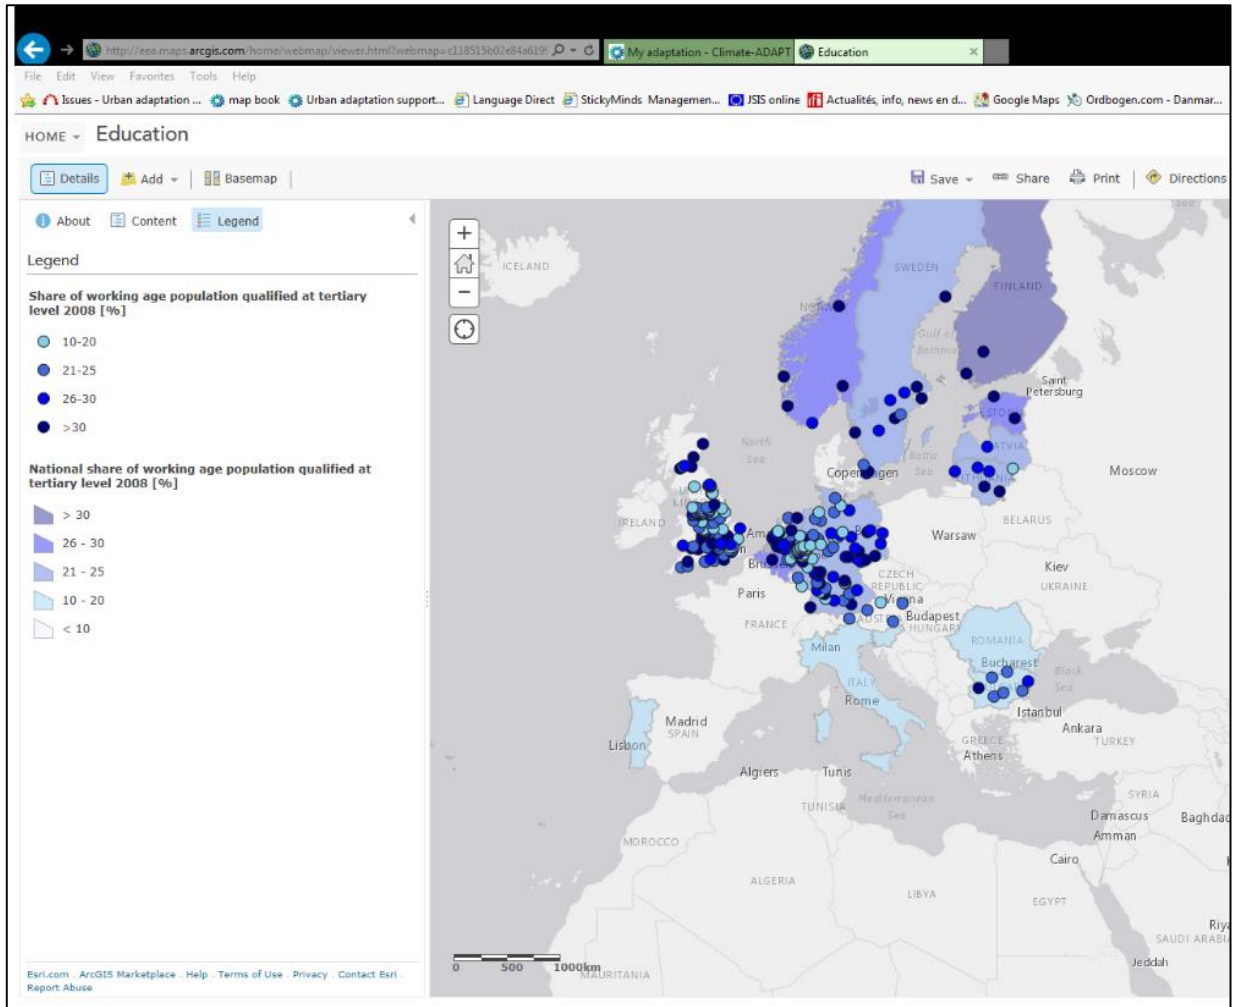 http://eea.maps.arcgis.com/home/webmap/viewer.html?webmap=c118515b02e84a619
My adaptation - Climate-ADAPT
Education
File Edit View Favorites Tools Help
Issues - Urban adaptation ...
map book
Urban adaptation support...
Language Direct
StickyMinds Managemen...
JSIS online
Actualités, info, news en d...
Google Maps
Ordbogen.com - Danmar...
HOME
Education
Details
Add
Basemap
Save
Share
Print
Directions
About
Content
Legend
Legend
Share of working age population qualified at tertiary
level 2008 [%]
10-20
21-25
26-30
>30
National share of working age population qualified at
tertiary level 2008 [%]
> 30
26 - 30
21 - 25
10 - 20
< 10
Esri.com . ArcGIS Marketplace . Help . Terms of Use . Privacy . Contact Esri .
Report Abuse
+
−
Sea
ICELAND
SWEDEN
FINLAND
Gulf of
Bothnia
Saint
Petersburg
North
Sea
Baltic
Sea
Moscow
IRELAND
BELARUS
Warsaw
Kiev
UKRAINE
CZECH
REPUBLIC
Paris
Vienna
Budapest
HUNGARY
FRANCE
ROMANIA
Milan
Bucharest
Black
Sea
ITALY
Rome
Istanbul
Madrid
SPAIN
Lisbon
Ankara
TURKEY
GREECE
Athens
Algiers
Tunis
TUNISIA
Mediterranean
Sea
SYRIA
Damascus
Baghdad
Amman
MOROCCO
Cairo
ALGERIA
LIBYA
EGYPT
SAUDI ARABI
Jeddah
MAURITANIA
0 500 1000km